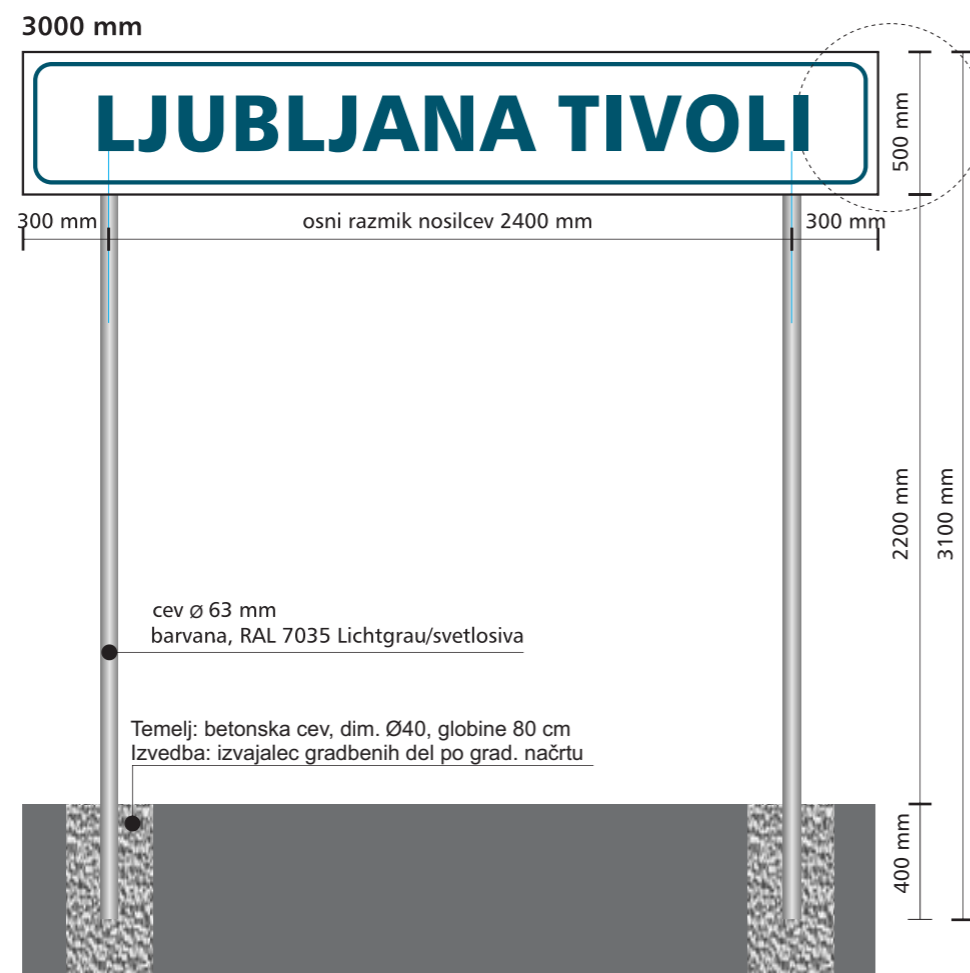 3000 mm
LJUBLJANA TIVOLI
500 mm
300 mm
osni razmik nosilcev 2400 mm
300 mm
2200 mm
3100 mm
cev ø 63 mm
barvana, RAL 7035 Lichtgrau/svetlosiva
Temelj: betonska cev, dim. Ø40, globine 80 cm
Izvedba: izvajalec gradbenih del po grad. načrtu
400 mm